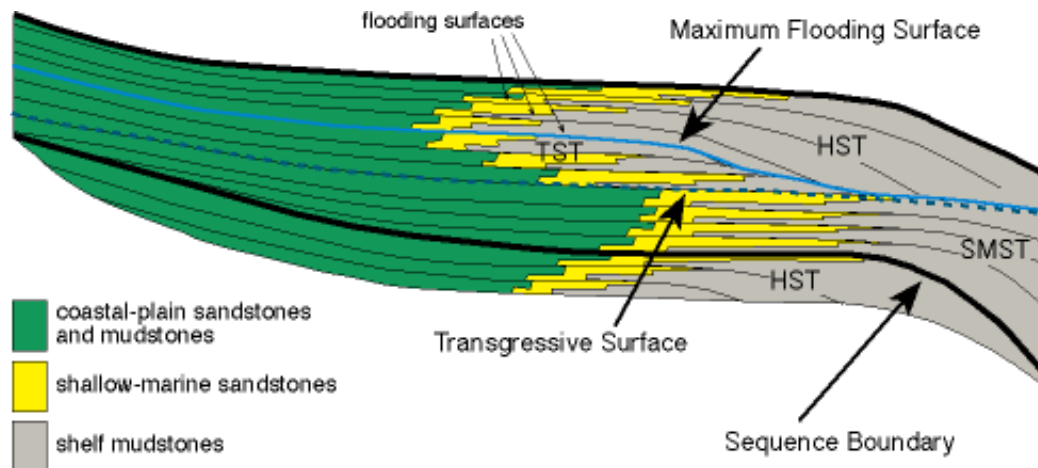 flooding surfaces
Maximum Flooding Surface
TST
HST
SMST
HST
Transgressive Surface
Sequence Boundary
coastal-plain sandstones
and mudstones
shallow-marine sandstones
shelf mudstones